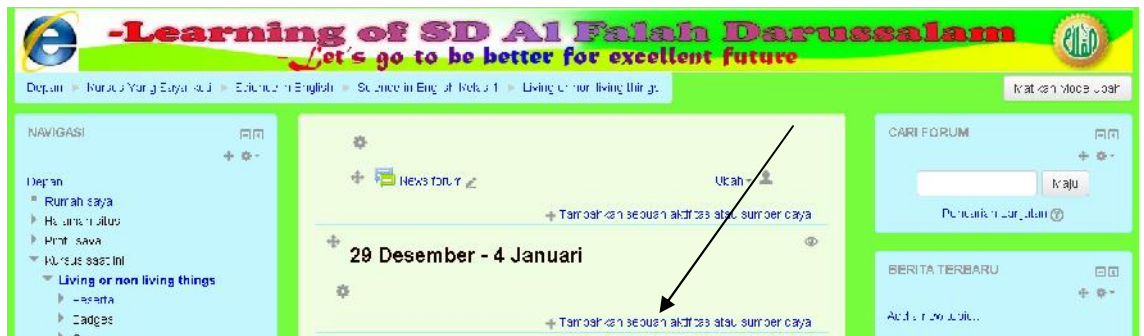 -Learning of SD Al Falah Darussalam
-Let's go to be better for excellent future
Depan Kursus Yang Saya Ikuti Science in English Science in English Kelas 1 Living or non living things
Matikan Mode Ubah
NAVIGASI
Depan
Rumah saya
Halaman situs
Profil saya
Kursus saat ini
Living or non living things
Peserta
Badges
News forum
Ubah
Tambahkan sebuah aktifitas atau sumber daya
29 Desember - 4 Januari
Tambahkan sebuah aktifitas atau sumber daya
CARI FORUM
Maju
Pencarian Lanjutan
BERITA TERBARU
Add a new topic...